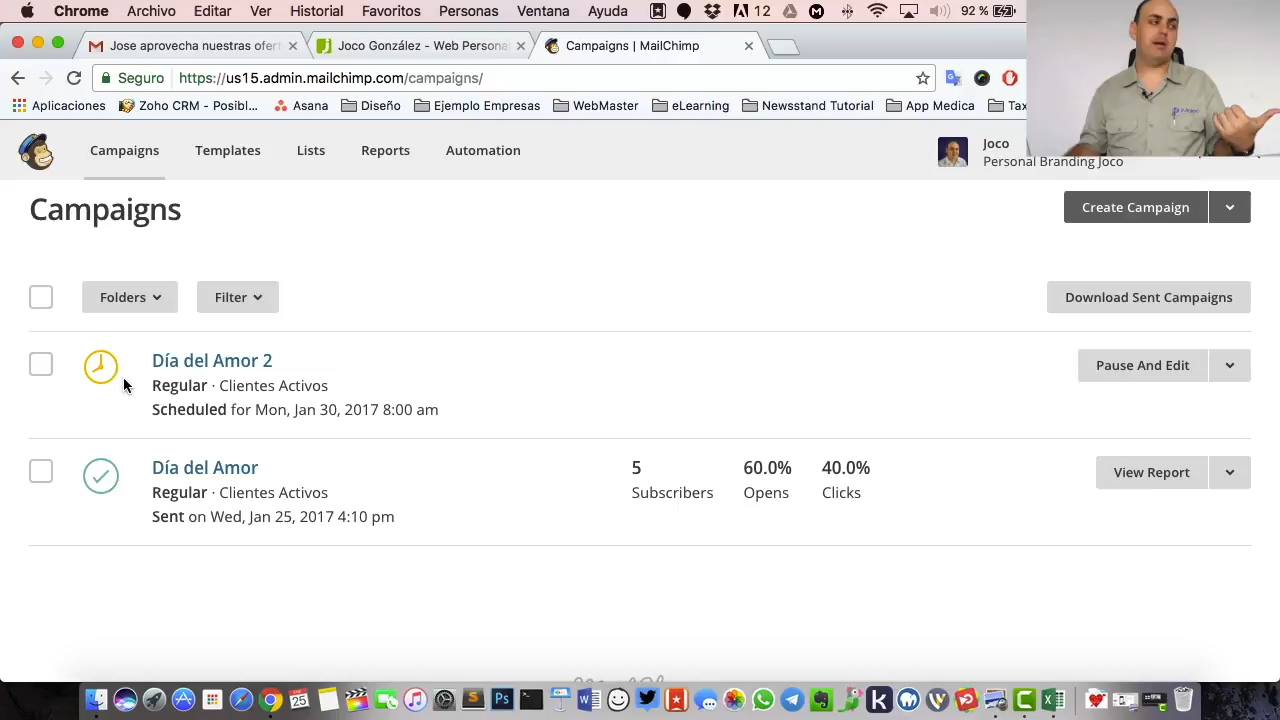 Chrome Archivo Editar Ver Historial Favoritos Personas Ventana Ayuda 12 92 %
Jose aprovecha nuestras ofer
Joco González - Web Persona
Campaigns | MailChimp
Seguro https://us15.admin.mailchimp.com/campaigns/
Aplicaciones Zoho CRM - Posibl... Asana Diseño Ejemplo Empresas WebMaster eLearning Newsstand Tutorial App Medica Tax
Campaigns Templates Lists Reports Automation
Joco
Personal Branding Joco
Campaigns
Create Campaign
Folders Filter Download Sent Campaigns
Día del Amor 2
Regular · Clientes Activos
Scheduled for Mon, Jan 30, 2017 8:00 am
Pause And Edit
Día del Amor
Regular · Clientes Activos
Sent on Wed, Jan 25, 2017 4:10 pm
5 60.0% 40.0%
Subscribers Opens Clicks
View Report